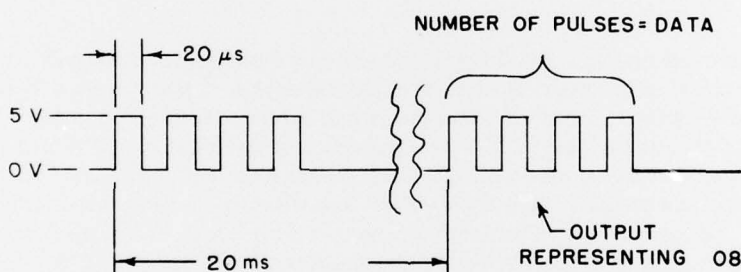 NUMBER OF PULSES = DATA
20 μs
5 V
0 V
20 ms
OUTPUT
REPRESENTING 08